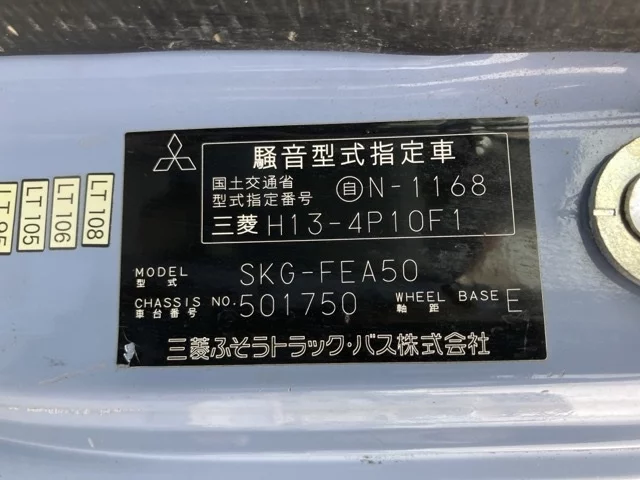 騒音型式指定車
国土交通省
型式指定番号 自N-1168
三菱 H13-4P10F1
MODEL
型式 SKG-FEA50
CHASSIS NO. 501750 WHEEL BASE E
車台番号 軸距
三菱ふそうトラック・バス株式会社
LT105
LT106
LT108